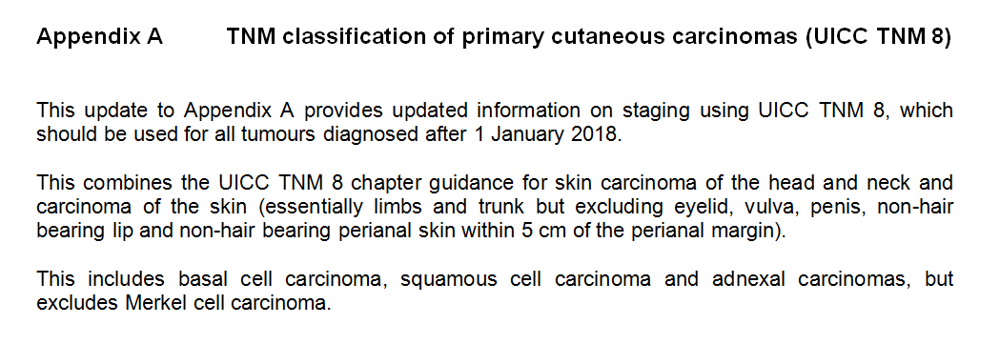 Appendix A TNM classification of primary cutaneous carcinomas (UICC TNM 8)
This update to Appendix A provides updated information on staging using UICC TNM 8, which
should be used for all tumours diagnosed after 1 January 2018.
This combines the UICC TNM 8 chapter guidance for skin carcinoma of the head and neck and
carcinoma of the skin (essentially limbs and trunk but excluding eyelid, vulva, penis, non-hair
bearing lip and non-hair bearing perianal skin within 5 cm of the perianal margin).
This includes basal cell carcinoma, squamous cell carcinoma and adnexal carcinomas, but
excludes Merkel cell carcinoma.